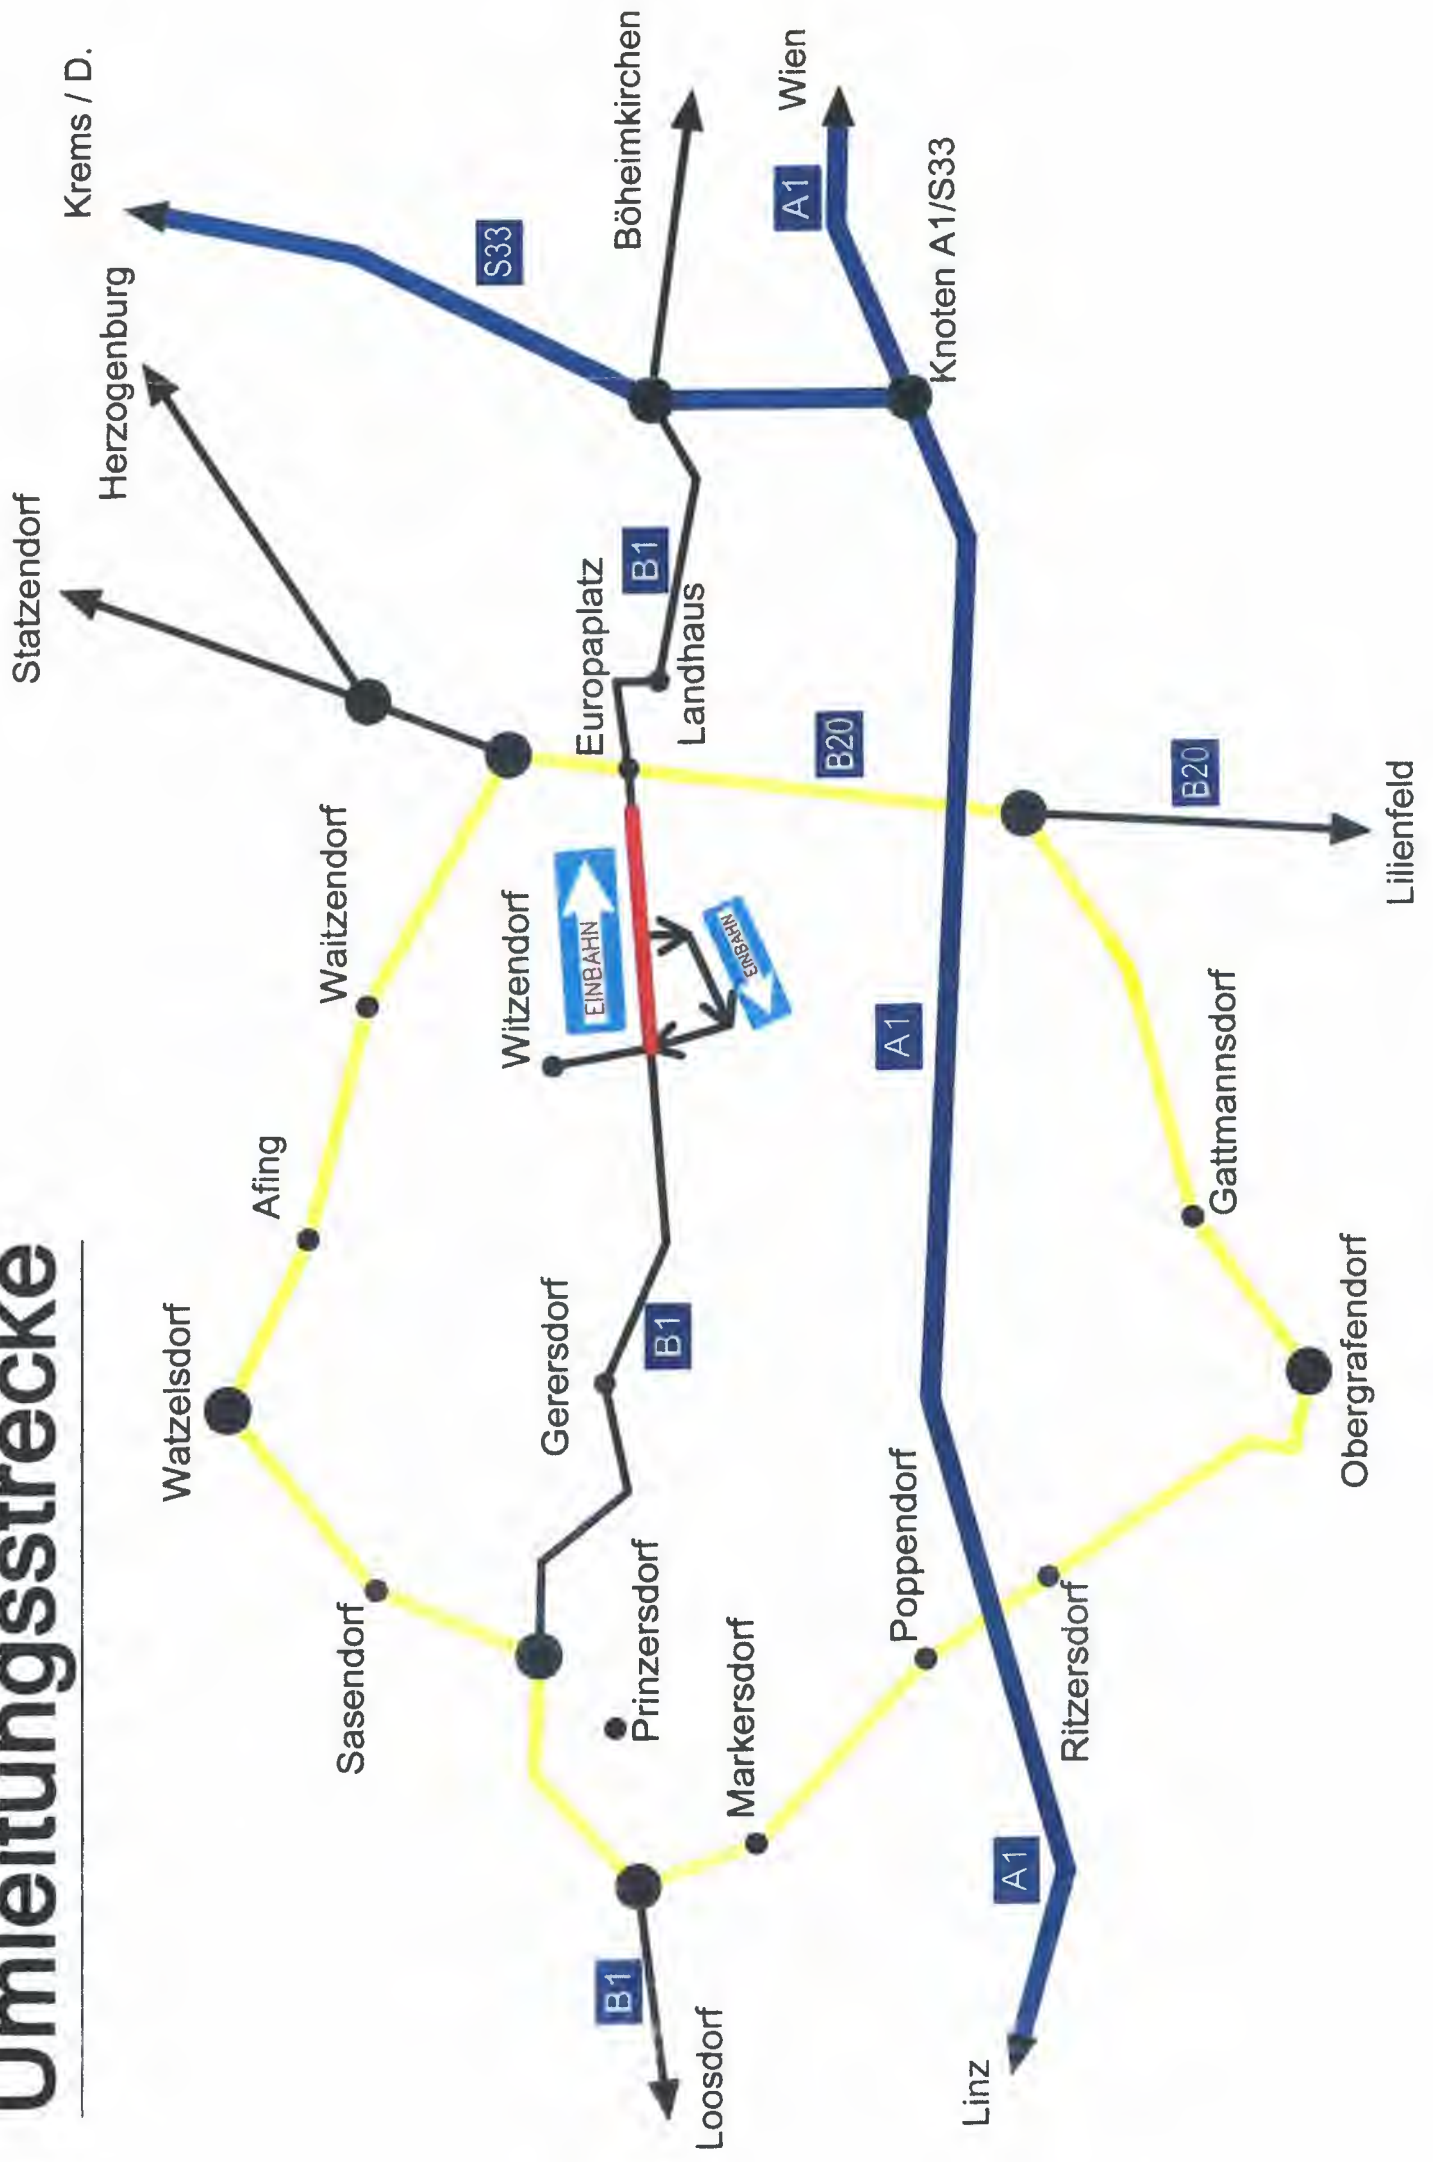 Umleitungsstrecke
Statzendorf
Herzogenburg
Krems / D.
Watzelsdorf
Afing
Waitzendorf
S33
Sasendorf
Gerersdorf
Witzendorf
EINBAHN
Europaplatz
B1
Böheimkirchen
B1
Prinzersdorf
B1
Landhaus
Loosdorf
Markersdorf
EINBAHN
A1
Wien
B20
Poppendorf
A1
Knoten A1/S33
Linz
A1
Ritzersdorf
Gattmannsdorf
B20
Obergrafendorf
Lilienfeld